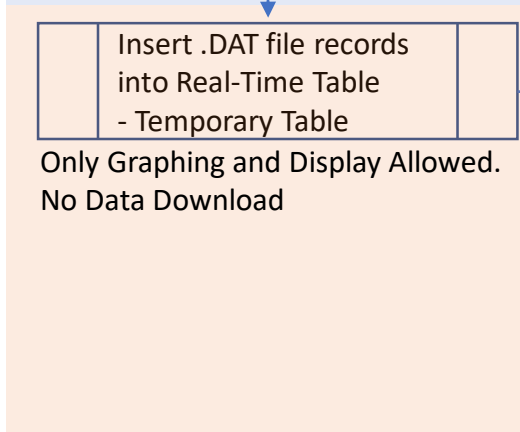 Insert .DAT file records
into Real-Time Table
- Temporary Table
Only Graphing and Display Allowed.
No Data Download